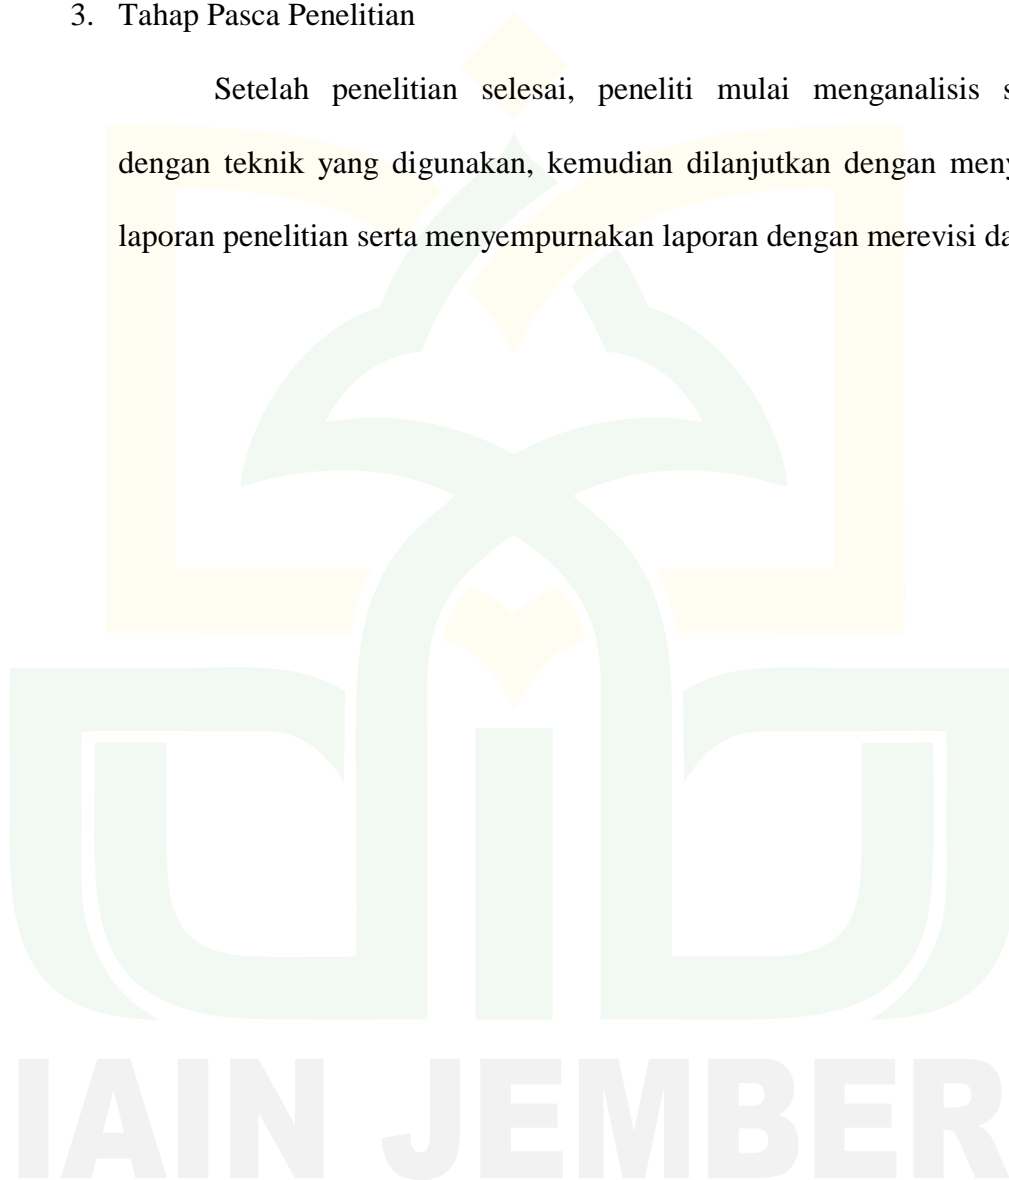 3. Tahap Pasca Penelitian
Setelah penelitian selesai, peneliti mulai menganalisis
dengan teknik yang digunakan, kemudian dilanjutkan dengan
laporan penelitian serta menyempurnakan laporan dengan merevisi
IAIN JEMBER